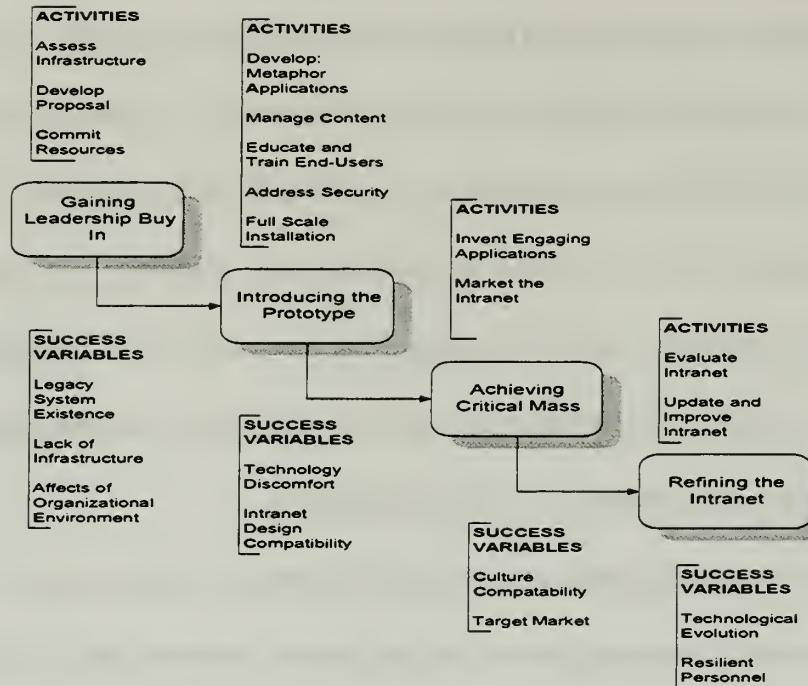 ACTIVITIES
Assess
Infrastructure
Develop
Proposal
Commit
Resources
Gaining
Leadership Buy
In
SUCCESS
VARIABLES
Legacy
System
Existence
Lack of
Infrastructure
Affects of
Organizational
Environment
ACTIVITIES
Develop:
Metaphor
Applications
Manage Content
Educate and
Train End-Users
Address Security
Full Scale
Installation
Introducing the
Prototype
SUCCESS
VARIABLES
Technology
Discomfort
Intranet
Design
Compatibility
ACTIVITIES
Invent Engaging
Applications
Market the
Intranet
Achieving
Critical Mass
SUCCESS
VARIABLES
Culture
Compatability
Target Market
ACTIVITIES
Evaluate
Intranet
Update and
Improve
Intranet
Refining the
Intranet
SUCCESS
VARIABLES
Technological
Evolution
Resilient
Personnel